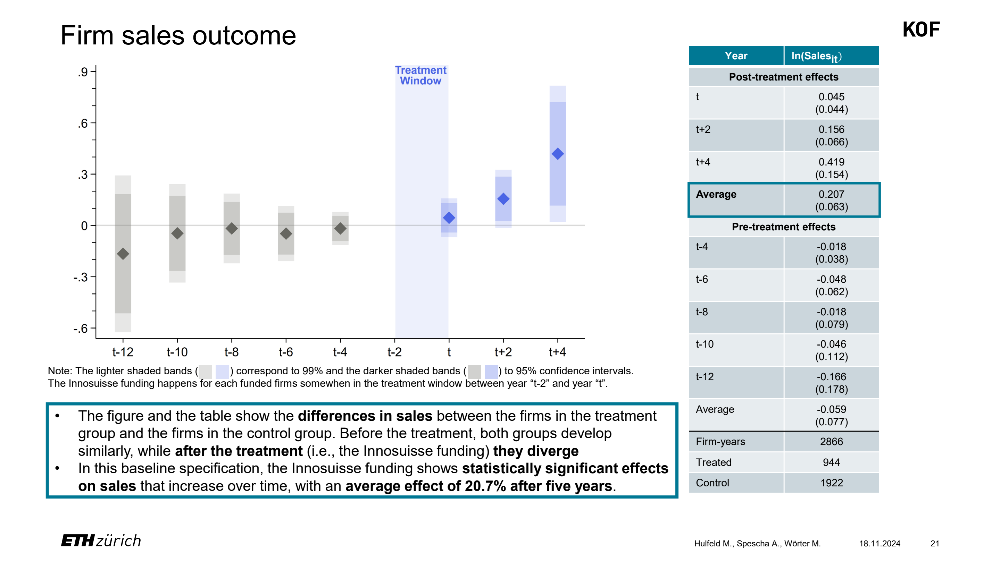 Firm sales outcome
KOF
Treatment
Window
.9
.6
.3
0
-.3
-.6
t-12 t-10 t-8 t-6 t-4 t-2 t t+2 t+4
Note: The lighter shaded bands ( ) correspond to 99% and the darker shaded bands ( ) to 95% confidence intervals.
The Innosuisse funding happens for each funded firms somewhen in the treatment window between year “t-2” and year “t”.
• The figure and the table show the differences in sales between the firms in the treatment
group and the firms in the control group. Before the treatment, both groups develop
similarly, while after the treatment (i.e., the Innosuisse funding) they diverge
• In this baseline specification, the Innosuisse funding shows statistically significant effects
on sales that increase over time, with an average effect of 20.7% after five years.
Year ln(Sales_it)
Post-treatment effects
t 0.045
(0.044)
t+2 0.156
(0.066)
t+4 0.419
(0.154)
Average 0.207
(0.063)
Pre-treatment effects
t-4 -0.018
(0.038)
t-6 -0.048
(0.062)
t-8 -0.018
(0.079)
t-10 -0.046
(0.112)
t-12 -0.166
(0.178)
Average -0.059
(0.077)
Firm-years 2866
Treated 944
Control 1922
ETH zürich
Hulfeld M., Spescha A., Wörter M. 18.11.2024 21